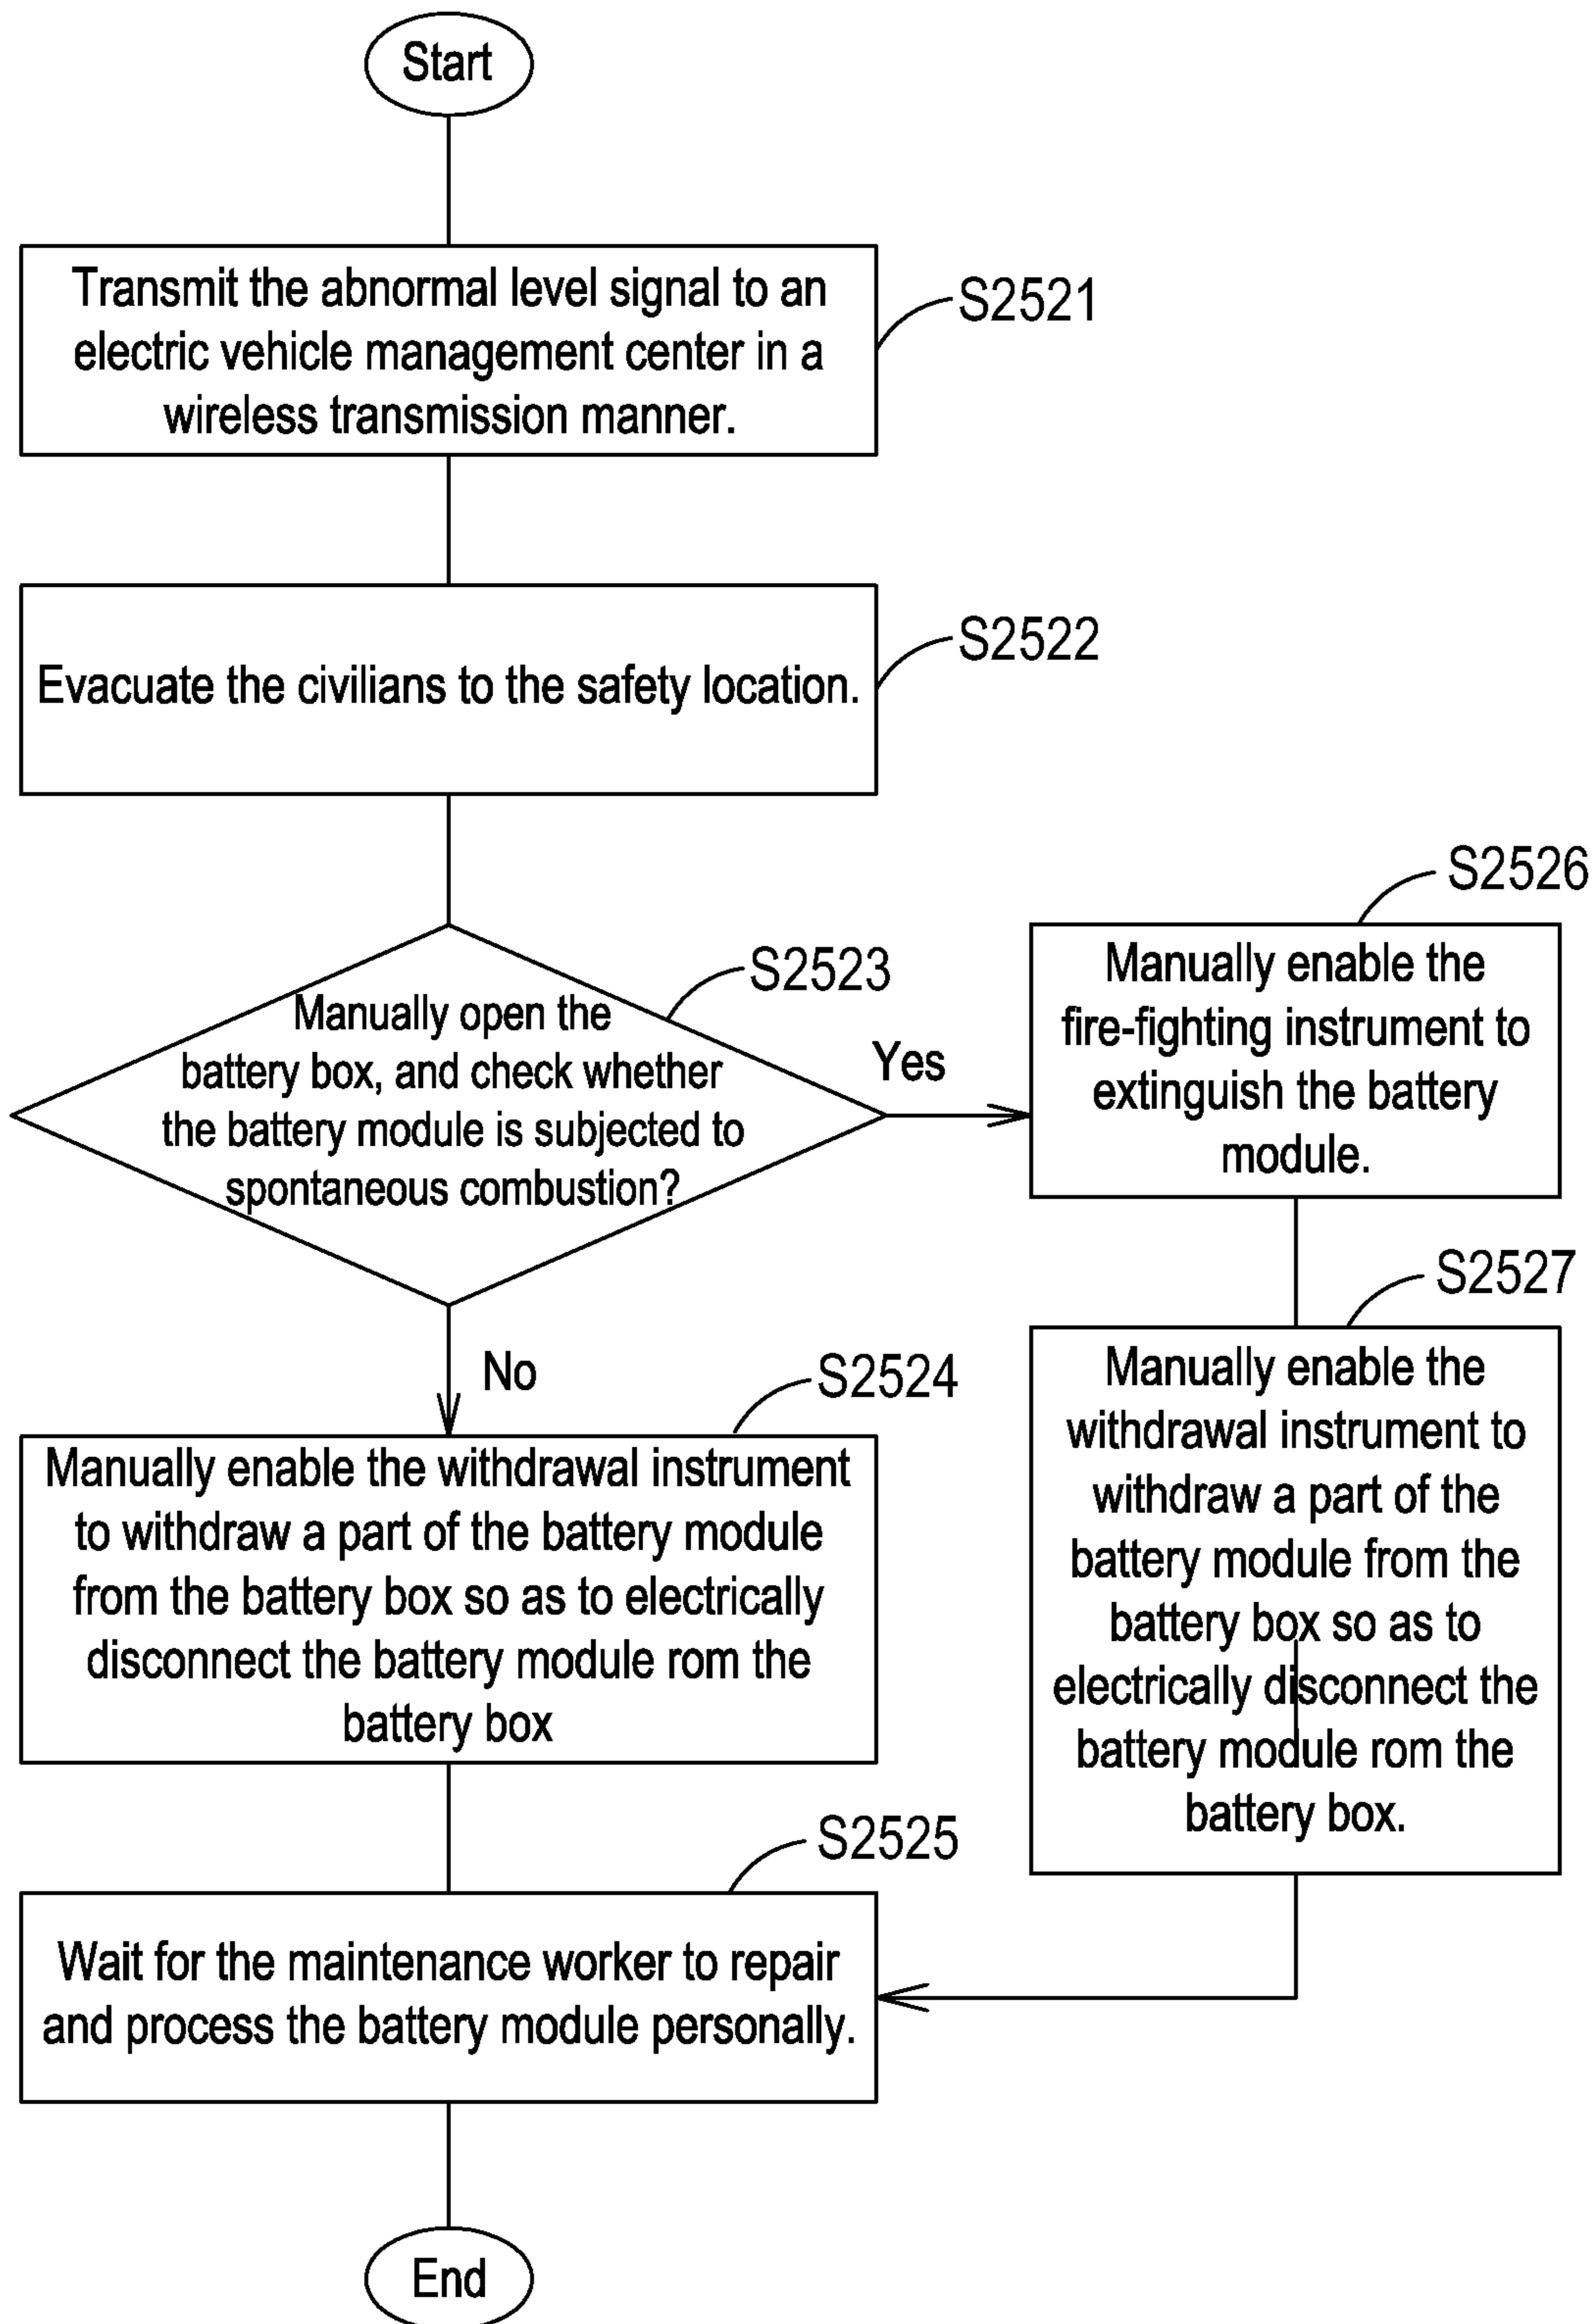 Start
Transmit the abnormal level signal to an
electric vehicle management center in a
wireless transmission manner.
S2521
Evacuate the civilians to the safety location.
S2522
Manually open the
battery box, and check whether
the battery module is subjected to
spontaneous combustion?
S2523
Yes
S2526
Manually enable the
fire-fighting instrument to
extinguish the battery
module.
No
S2524
Manually enable the withdrawal instrument
to withdraw a part of the battery module
from the battery box so as to electrically
disconnect the battery module rom the
battery box
S2527
Manually enable the
withdrawal instrument to
withdraw a part of the
battery module from the
battery box so as to
electrically disconnect the
battery module rom the
battery box.
S2525
Wait for the maintenance worker to repair
and process the battery module personally.
End